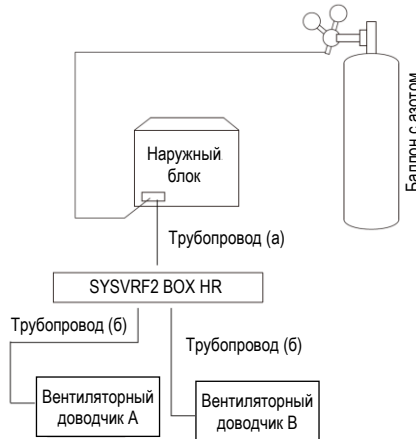 Баллон с азотом
Наружный
блок
Трубопровод (а)
SYSVRF2 BOX HR
Трубопровод (б)
Трубопровод (б)
Вентиляторный
доводчик A
Вентиляторный
доводчик B